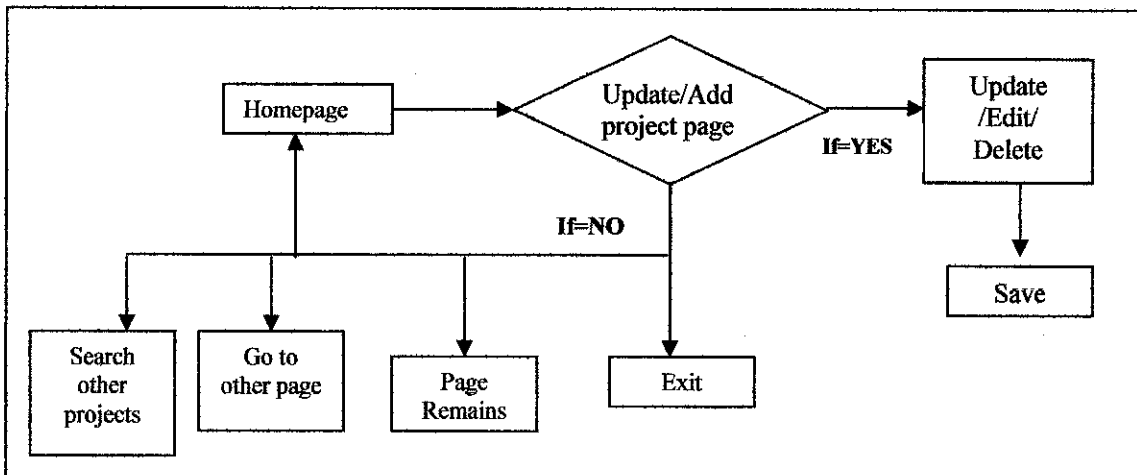 Homepage
Update/Add
project page
If=YES
Update
/Edit/
Delete
Save
If=NO
Search
other
projects
Go to
other page
Page
Remains
Exit